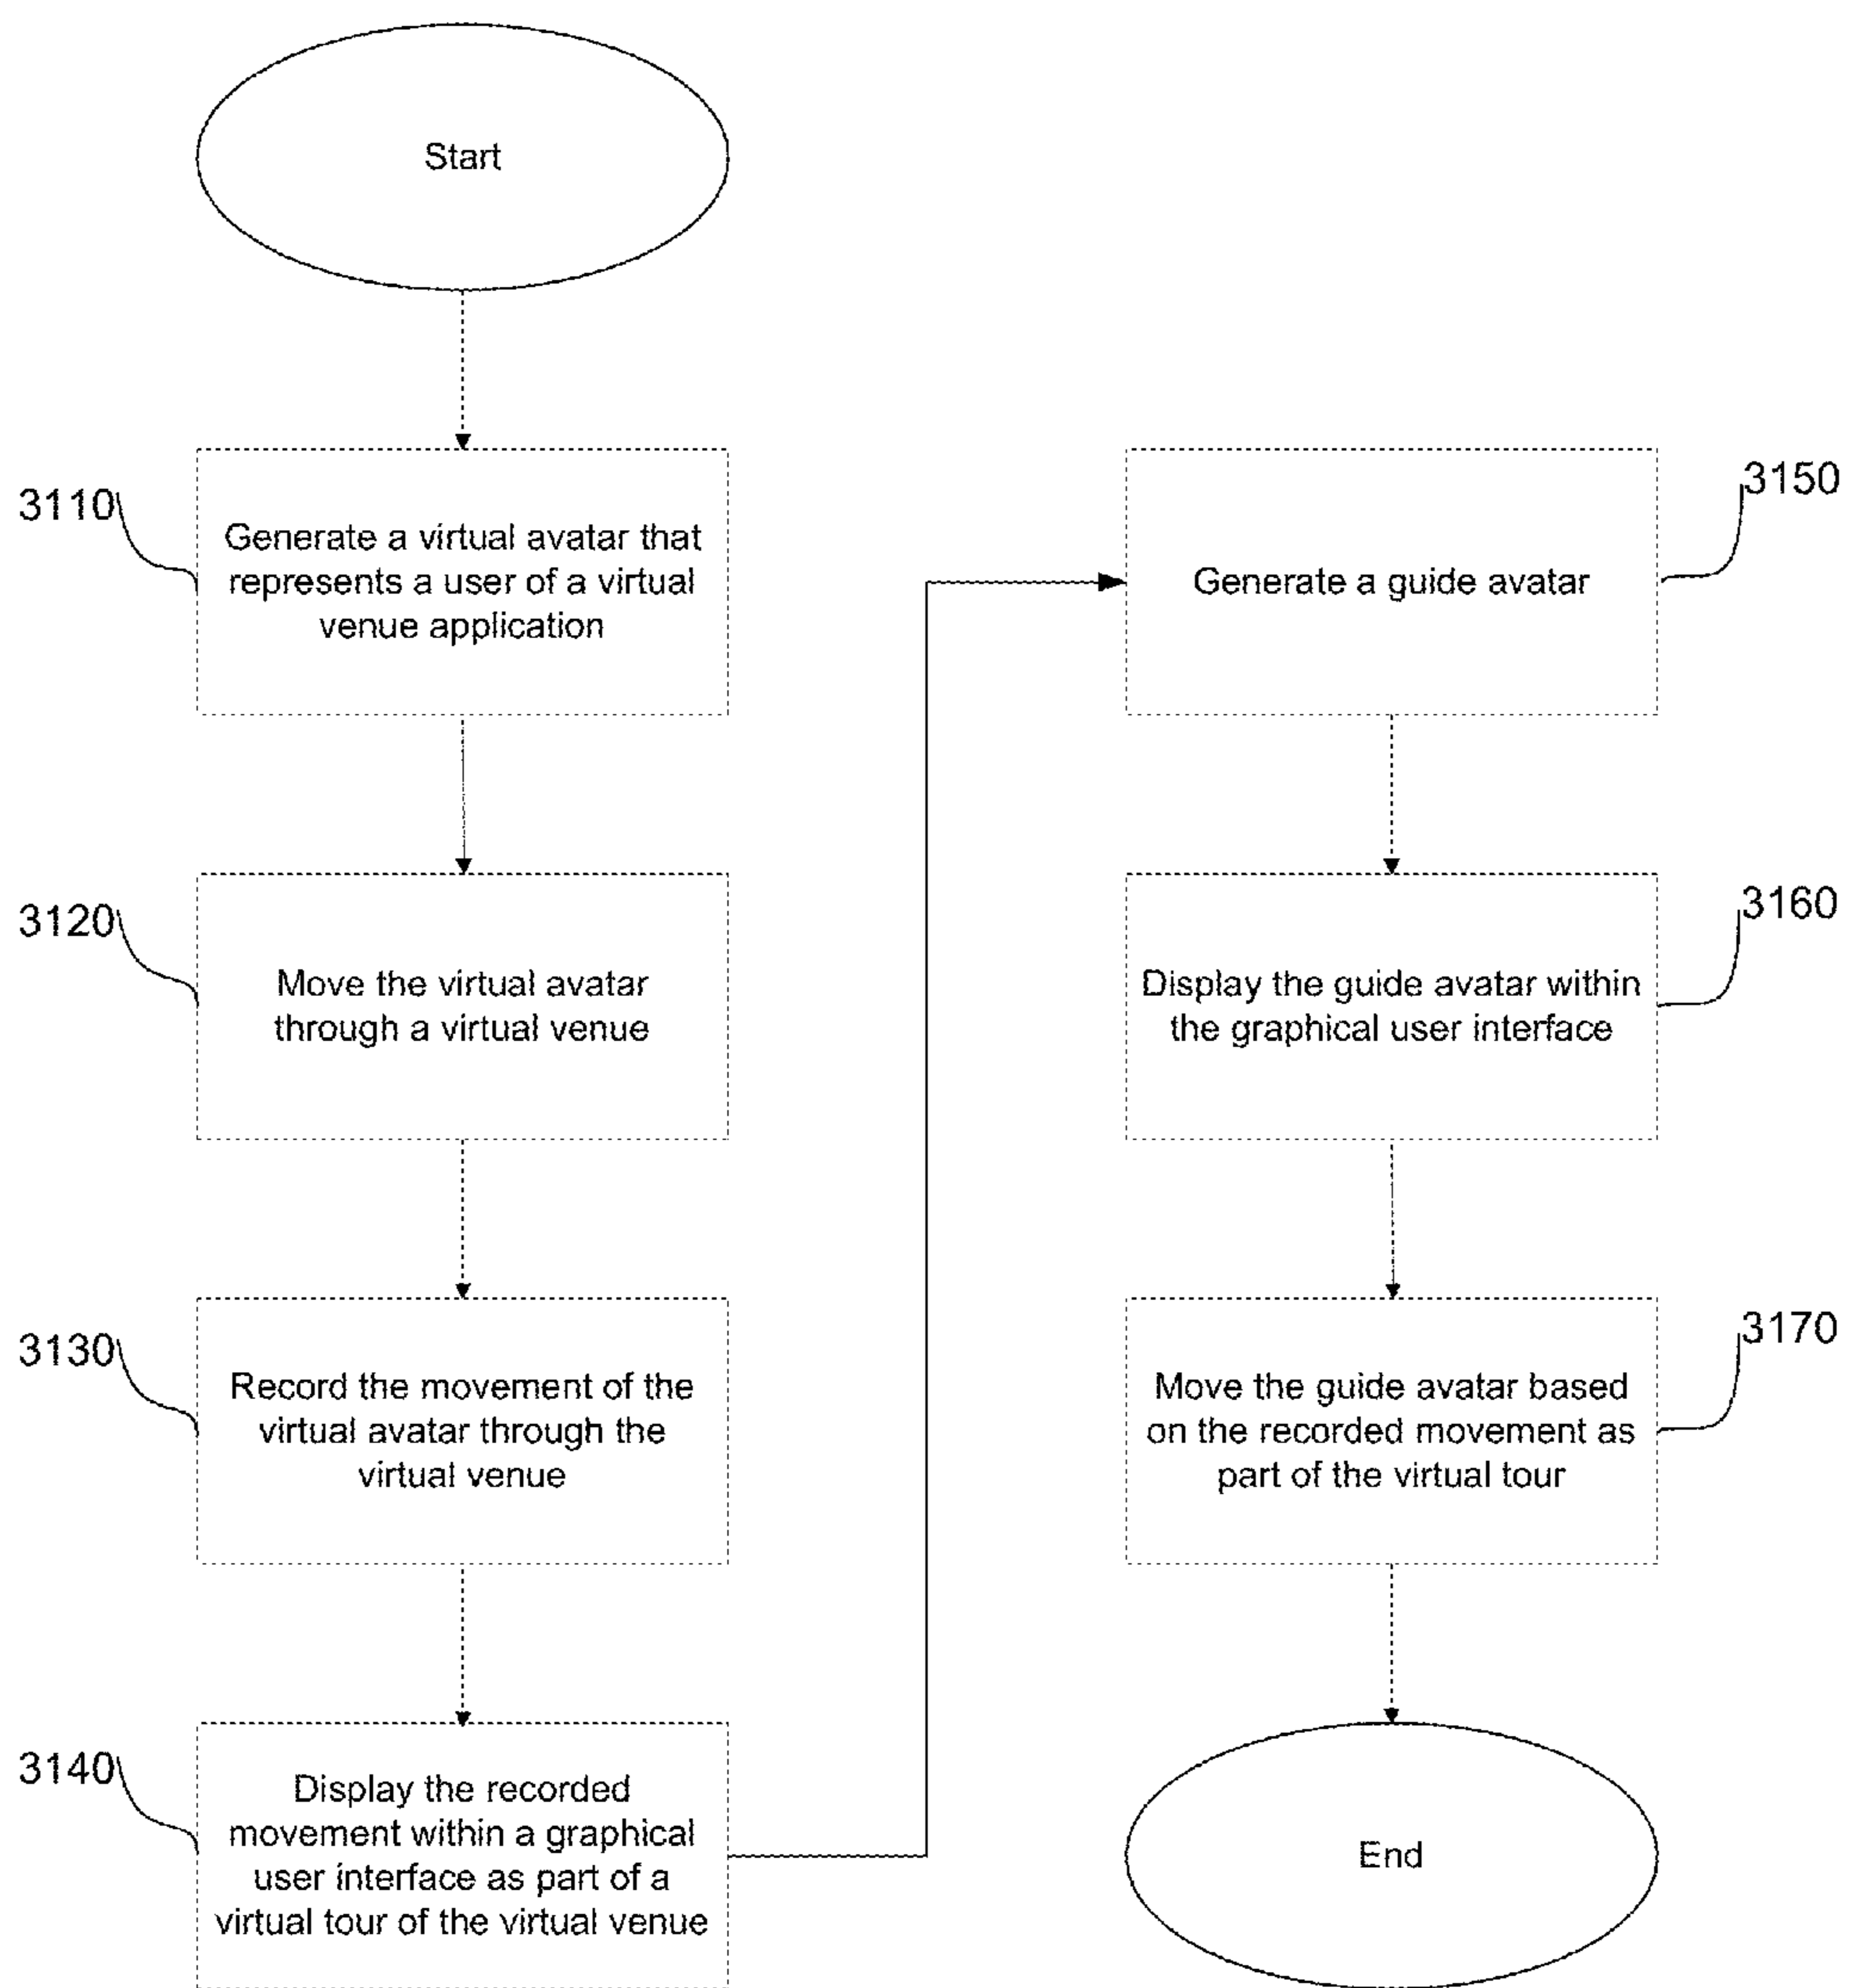 Start
3110
Generate a virtual avatar that
represents a user of a virtual
venue application
3120
Move the virtual avatar
through a virtual venue
3130
Record the movement of the
virtual avatar through the
virtual venue
3140
Display the recorded
movement within a graphical
user interface as part of a
virtual tour of the virtual venue
3150
Generate a guide avatar
3160
Display the guide avatar within
the graphical user interface
3170
Move the guide avatar based
on the recorded movement as
part of the virtual tour
End